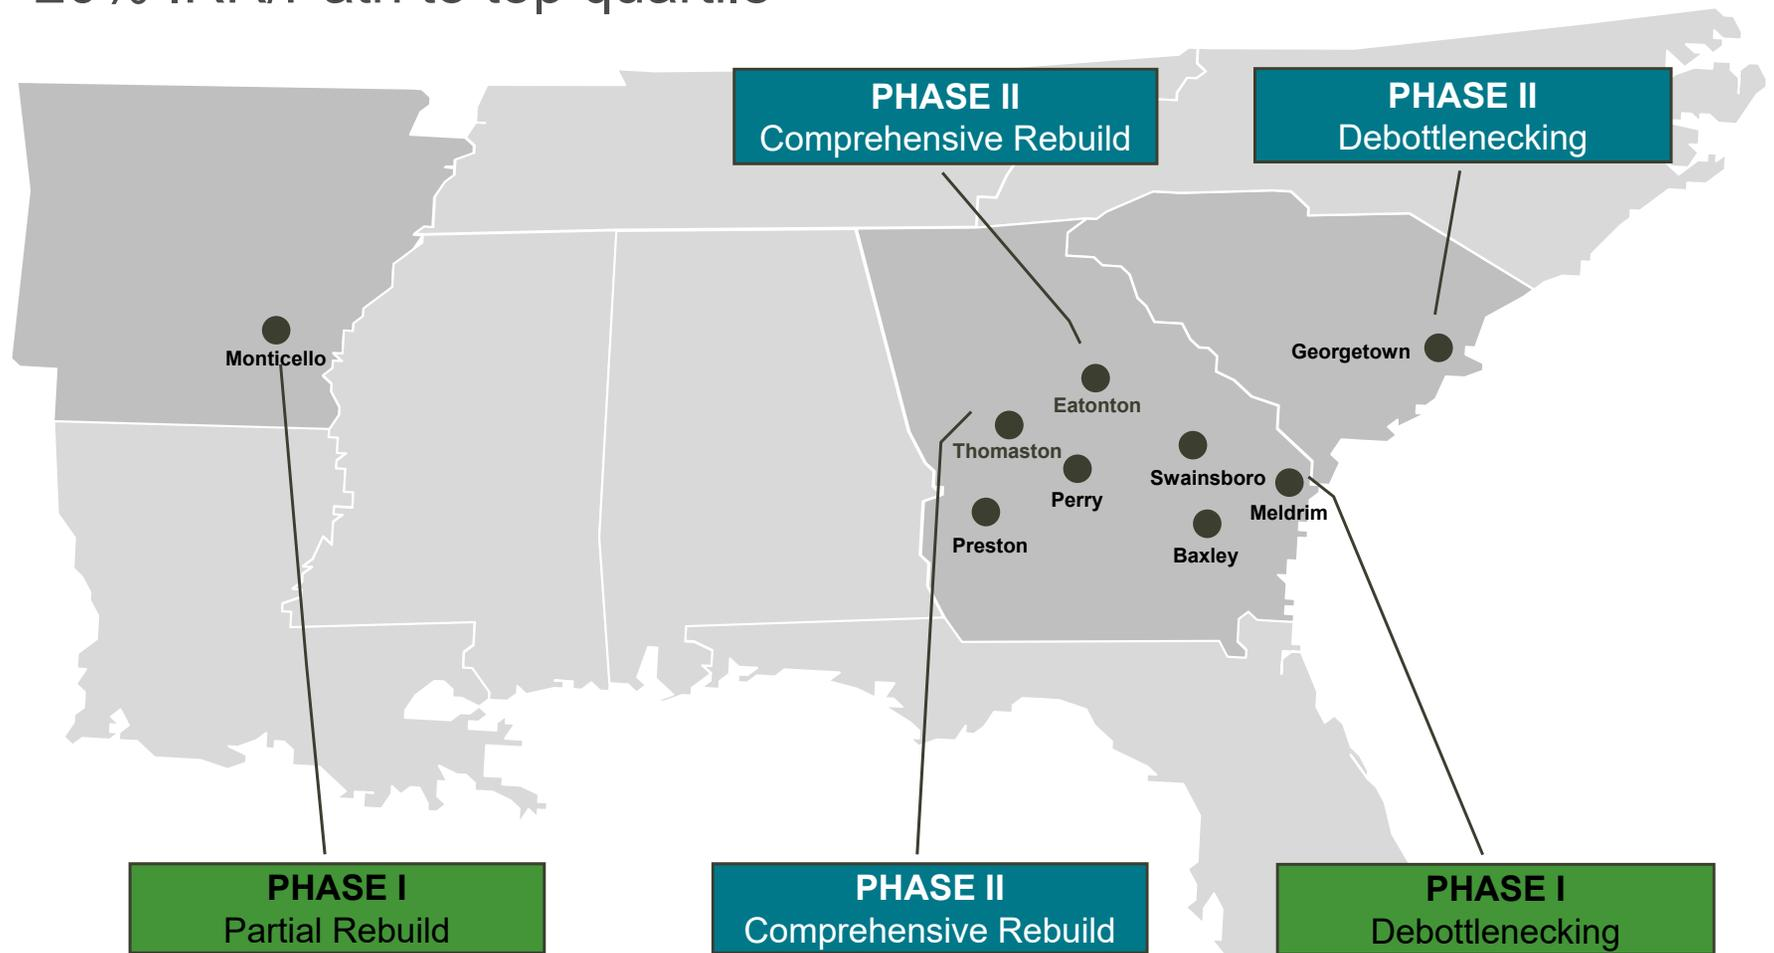 PHASE II
Comprehensive Rebuild
PHASE II
Debottlenecking
Monticello
Georgetown
Eatonton
Thomaston
Swainsboro
Perry
Meldrim
Preston
Baxley
PHASE I
Partial Rebuild
PHASE II
Comprehensive Rebuild
PHASE I
Debottlenecking